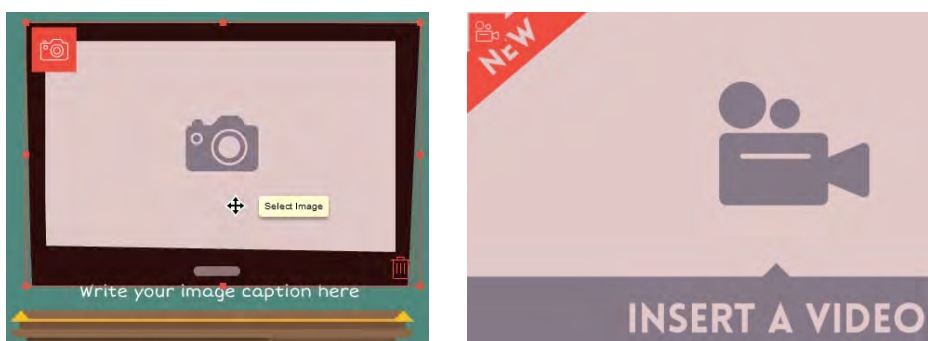 Select Image
Write your image caption here
NEW
INSERT A VIDEO